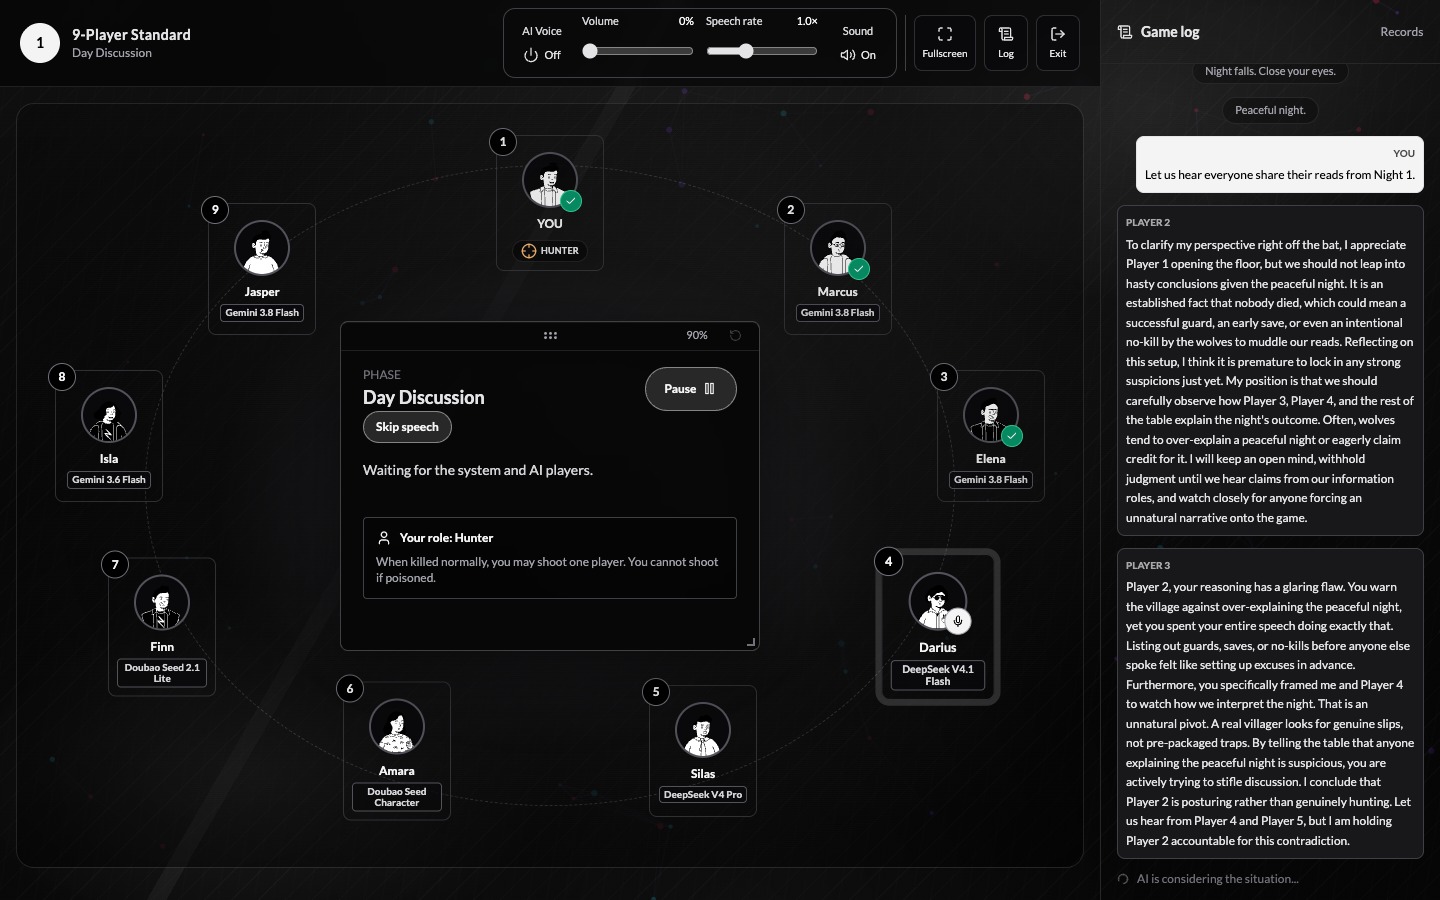 1
9-Player Standard
Day Discussion
AI Voice
Off
Volume
0%
Speech rate
1.0×
Sound
On
Fullscreen
Log
Exit
Game log
Records
Night falls. Close your eyes.
Peaceful night.
YOU
Let us hear everyone share their reads from Night 1.
PLAYER 2
To clarify my perspective right off the bat, I appreciate
Player 1 opening the floor, but we should not leap into
hasty conclusions given the peaceful night. It is an
established fact that nobody died, which could mean a
successful guard, an early save, or even an intentional
no-kill by the wolves to muddle our reads. Reflecting on
this setup, I think it is premature to lock in any strong
suspicions just yet. My position is that we should
carefully observe how Player 3, Player 4, and the rest of
the table explain the night's outcome. Often, wolves
tend to over-explain a peaceful night or eagerly claim
credit for it. I will keep an open mind, withhold
judgment until we hear claims from our information
roles, and watch closely for anyone forcing an
unnatural narrative onto the game.
PLAYER 3
Player 2, your reasoning has a glaring flaw. You warn
the village against over-explaining the peaceful night,
yet you spent your entire speech doing exactly that.
Listing out guards, saves, or no-kills before anyone else
spoke felt like setting up excuses in advance.
Furthermore, you specifically framed me and Player 4
to watch how we interpret the night. That is an
unnatural pivot. A real villager looks for genuine slips,
not pre-packaged traps. By telling the table that anyone
explaining the peaceful night is suspicious, you are
actively trying to stifle discussion. I conclude that
Player 2 is posturing rather than genuinely hunting. Let
us hear from Player 4 and Player 5, but I am holding
Player 2 accountable for this contradiction.
AI is considering the situation...
1
YOU
HUNTER
2
Marcus
Gemini 3.8 Flash
3
Elena
Gemini 3.8 Flash
4
Darius
DeepSeek V4.1
Flash
5
Silas
DeepSeek V4 Pro
6
Amara
Doubao Seed
Character
7
Finn
Doubao Seed 2.1
Lite
8
Isla
Gemini 3.6 Flash
9
Jasper
Gemini 3.8 Flash
90%
PHASE
Day Discussion
Pause
Skip speech
Waiting for the system and AI players.
Your role: Hunter
When killed normally, you may shoot one player. You cannot shoot
if poisoned.